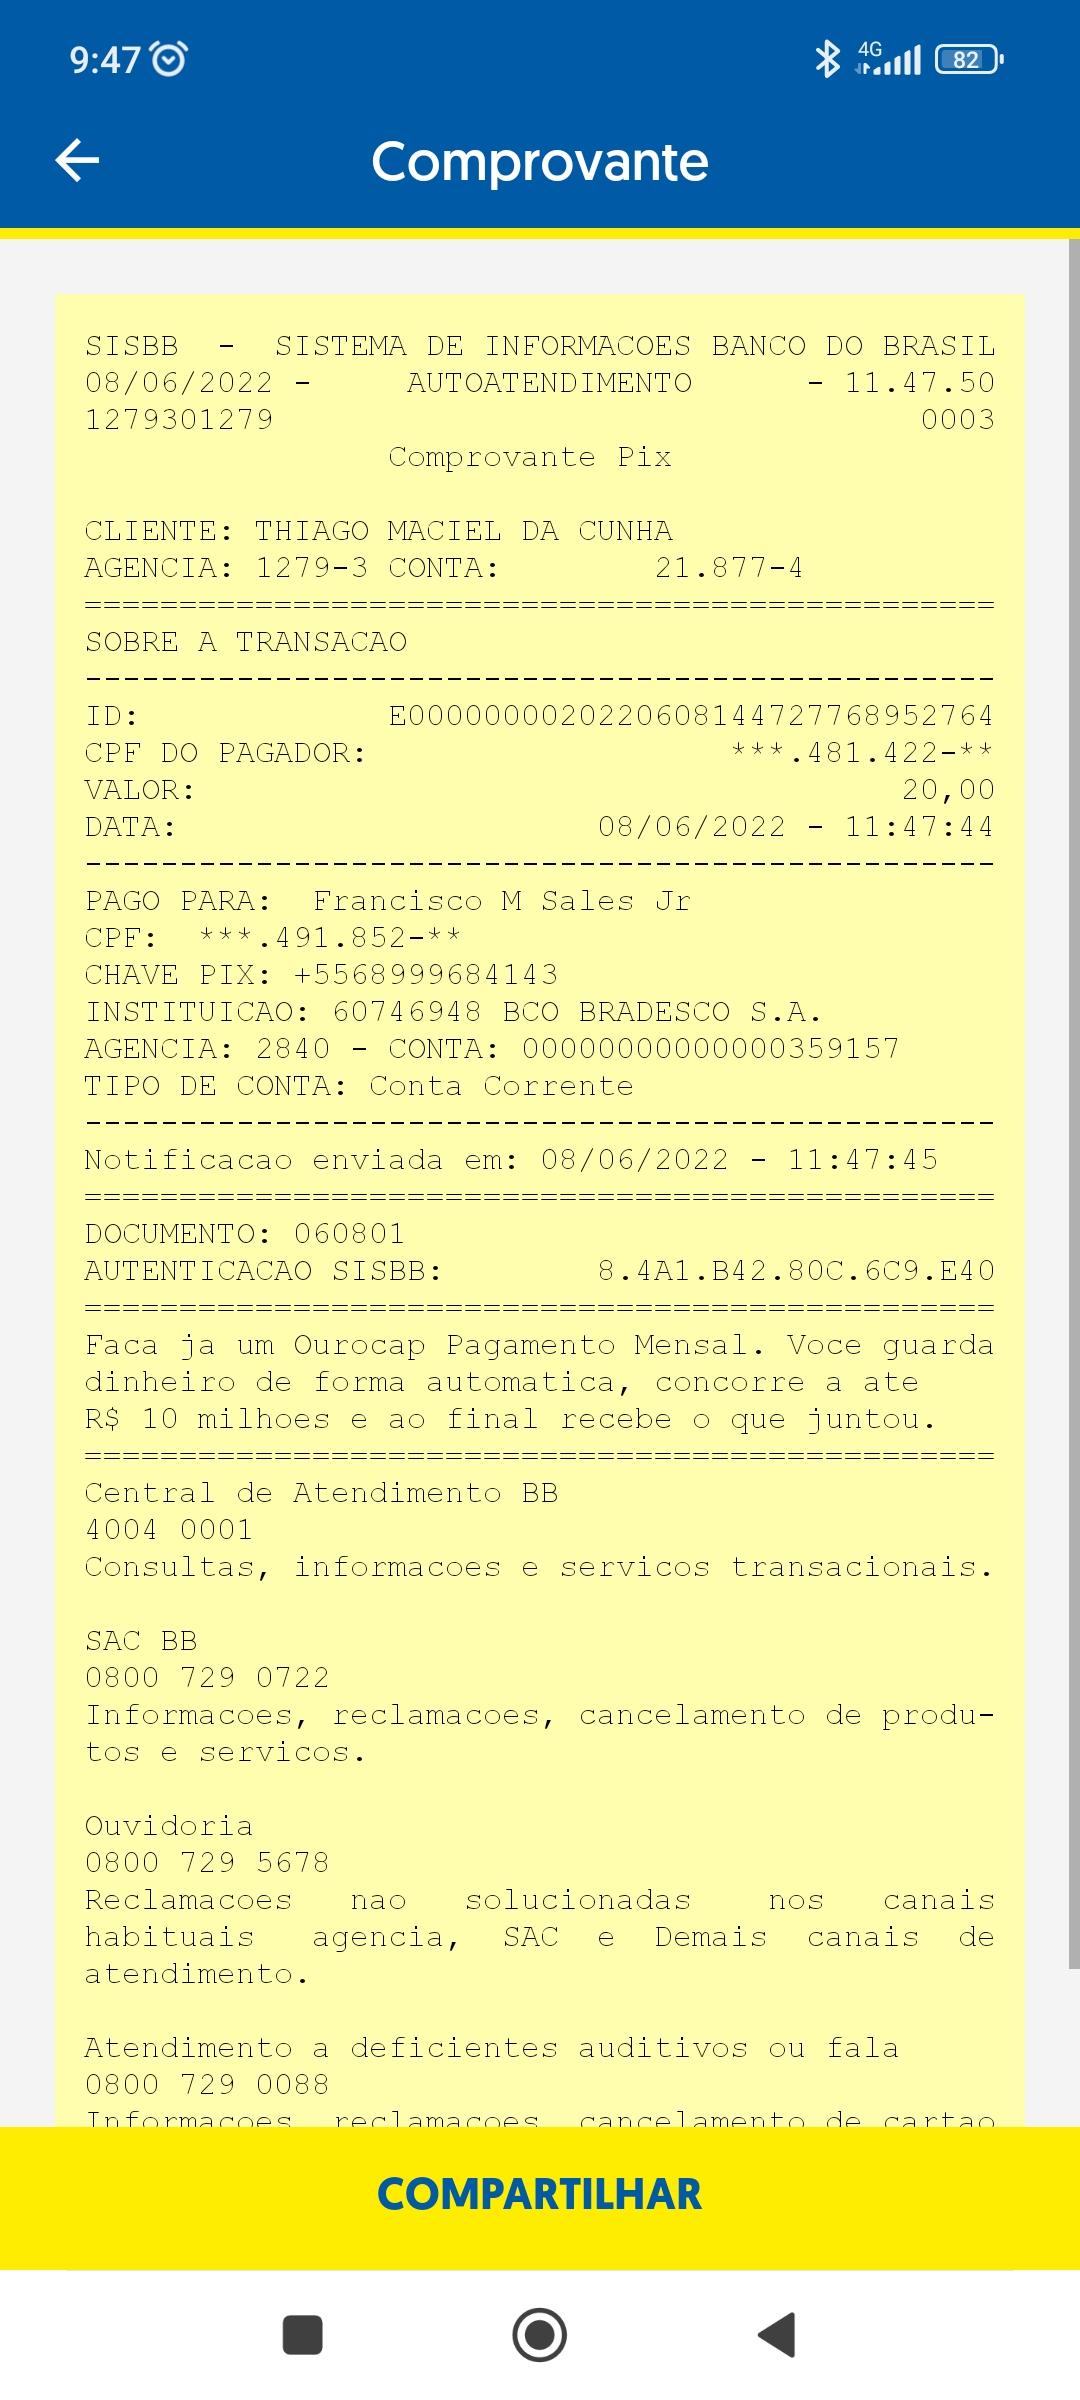 9:47 4G 82
Comprovante
SISBB - SISTEMA DE INFORMACOES BANCO DO BRASIL
08/06/2022 - AUTOATENDIMENTO - 11.47.50
1279301279 0003
Comprovante Pix
CLIENTE: THIAGO MACIEL DA CUNHA
AGENCIA: 1279-3 CONTA: 21.877-4
================================================
SOBRE A TRANSACAO
------------------------------------------------
ID: E0000000020220608144727768952764
CPF DO PAGADOR: ***.481.422-**
VALOR: 20,00
DATA: 08/06/2022 - 11:47:44
------------------------------------------------
PAGO PARA: Francisco M Sales Jr
CPF: ***.491.852-**
CHAVE PIX: +5568999684143
INSTITUICAO: 60746948 BCO BRADESCO S.A.
AGENCIA: 2840 - CONTA: 00000000000000359157
TIPO DE CONTA: Conta Corrente
------------------------------------------------
Notificacao enviada em: 08/06/2022 - 11:47:45
================================================
DOCUMENTO: 060801
AUTENTICACAO SISBB: 8.4A1.B42.80C.6C9.E40
================================================
Faca ja um Ourocap Pagamento Mensal. Voce guarda
dinheiro de forma automatica, concorre a ate
R$ 10 milhoes e ao final recebe o que juntou.
================================================
Central de Atendimento BB
4004 0001
Consultas, informacoes e servicos transacionais.
SAC BB
0800 729 0722
Informacoes, reclamacoes, cancelamento de produ-
tos e servicos.
Ouvidoria
0800 729 5678
Reclamacoes nao solucionadas nos canais
habituais agencia, SAC e Demais canais de
atendimento.
Atendimento a deficientes auditivos ou fala
0800 729 0088
Informacoes, reclamacoes, cancelamento de cartao
COMPARTILHAR